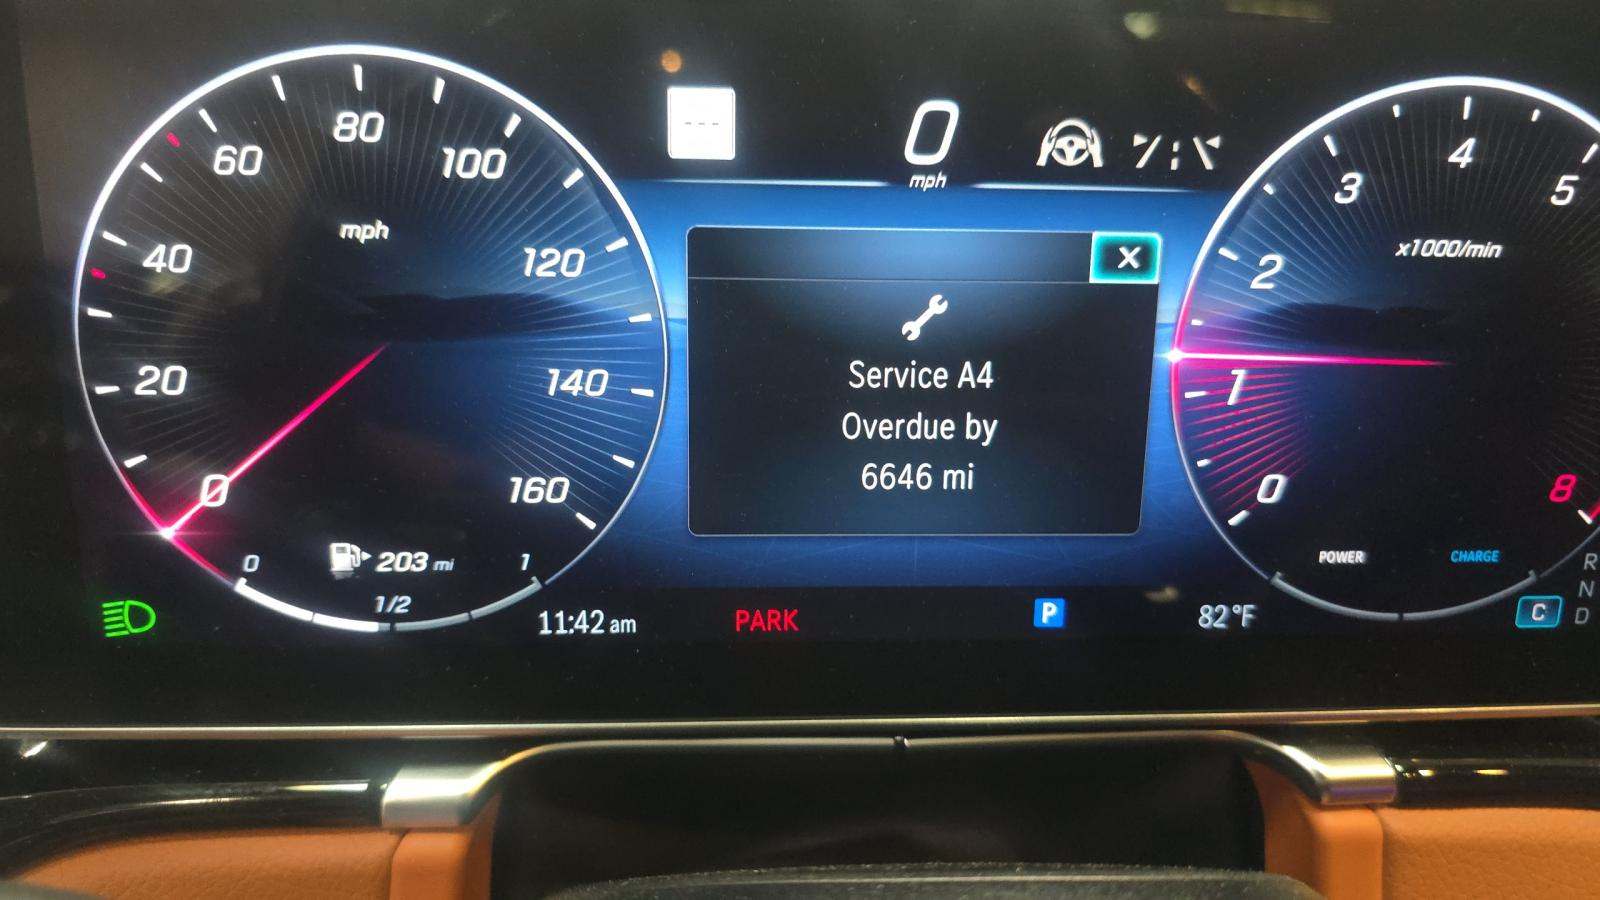 ---
0
mph
80
60
100
mph
40
120
20
140
0
160
203 mi
0
1
1/2
11:42 am
PARK
P
82°F
X
Service A4
Overdue by
6646 mi
4
3
5
x1000/min
2
1
0
8
POWER
CHARGE
R
N
D
C